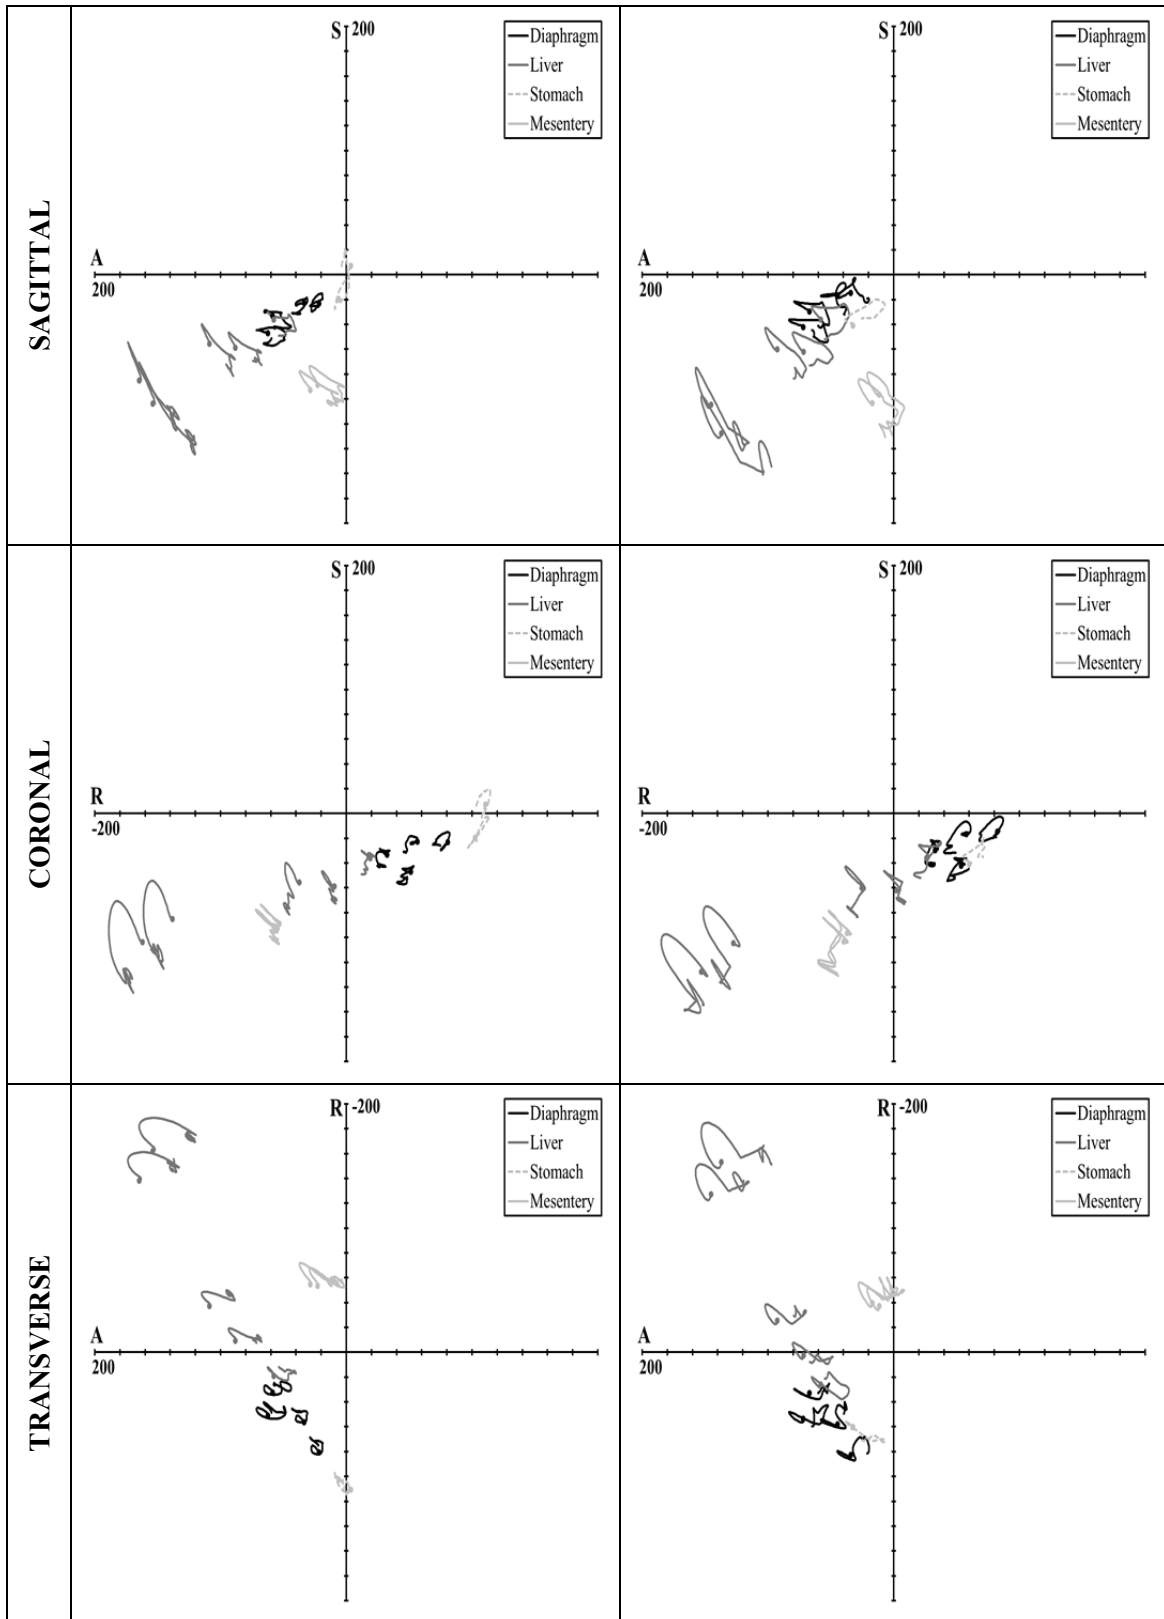 SAGITTAL
S 200
A
200
Diaphragm
Liver
Stomach
Mesentery
S 200
A
200
Diaphragm
Liver
Stomach
Mesentery
CORONAL
S 200
R
-200
Diaphragm
Liver
Stomach
Mesentery
S 200
R
-200
Diaphragm
Liver
Stomach
Mesentery
TRANSVERSE
R -200
A
200
Diaphragm
Liver
Stomach
Mesentery
R -200
A
200
Diaphragm
Liver
Stomach
Mesentery